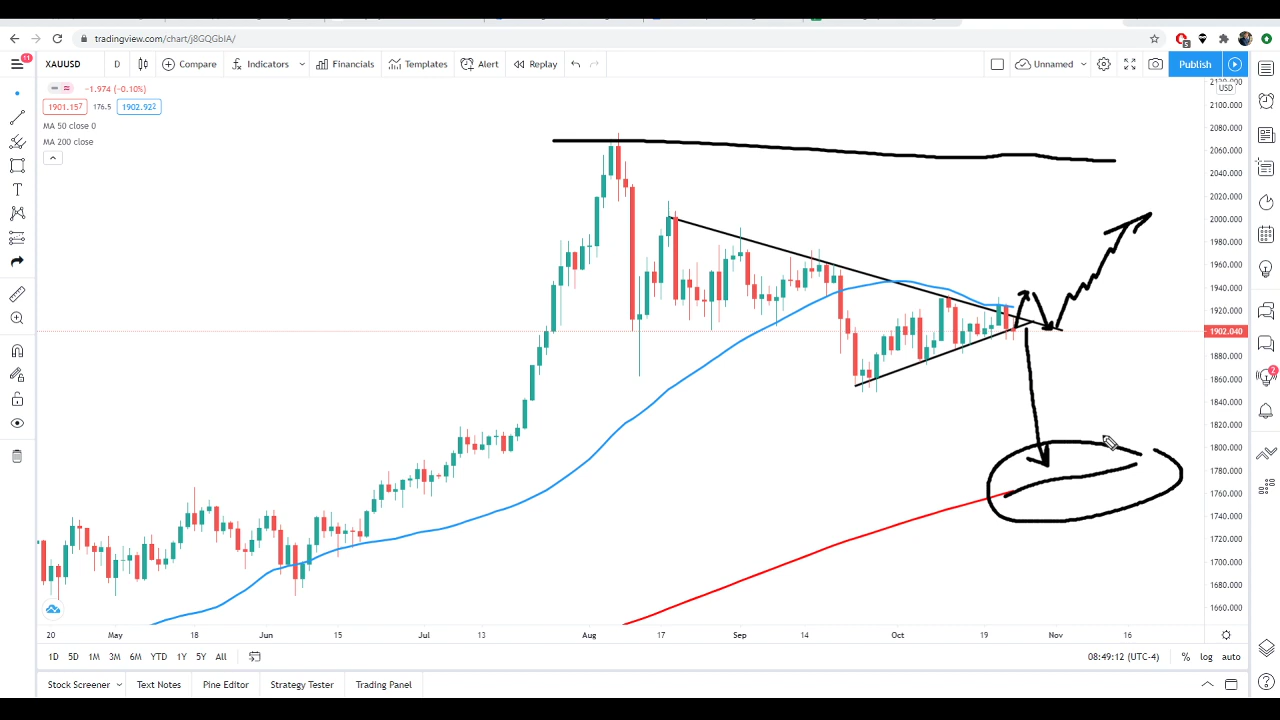 tradingview.com/chart/j8GQGbIA/
11 XAUUSD D Compare Indicators Financials Templates Alert Replay Unnamed Publish
−1.974 (−0.10%)
1901.157 176.5 1902.922
MA 50 close 0
MA 200 close
USD
2120.000
2100.000
2080.000
2060.000
2040.000
2000.000
1980.000
1960.000
1940.000
1920.000
1902.040
1880.000
1860.000
1840.000
1820.000
1800.000
1780.000
1760.000
1740.000
1720.000
1700.000
1680.000
1660.000
2
20 May 18 Jun 15 Jul 13 Aug 17 Sep 14 Oct 19 Nov 16
1D 5D 1M 3M 6M YTD 1Y 5Y All 08:49:12 (UTC-4) % log auto
Stock Screener Text Notes Pine Editor Strategy Tester Trading Panel